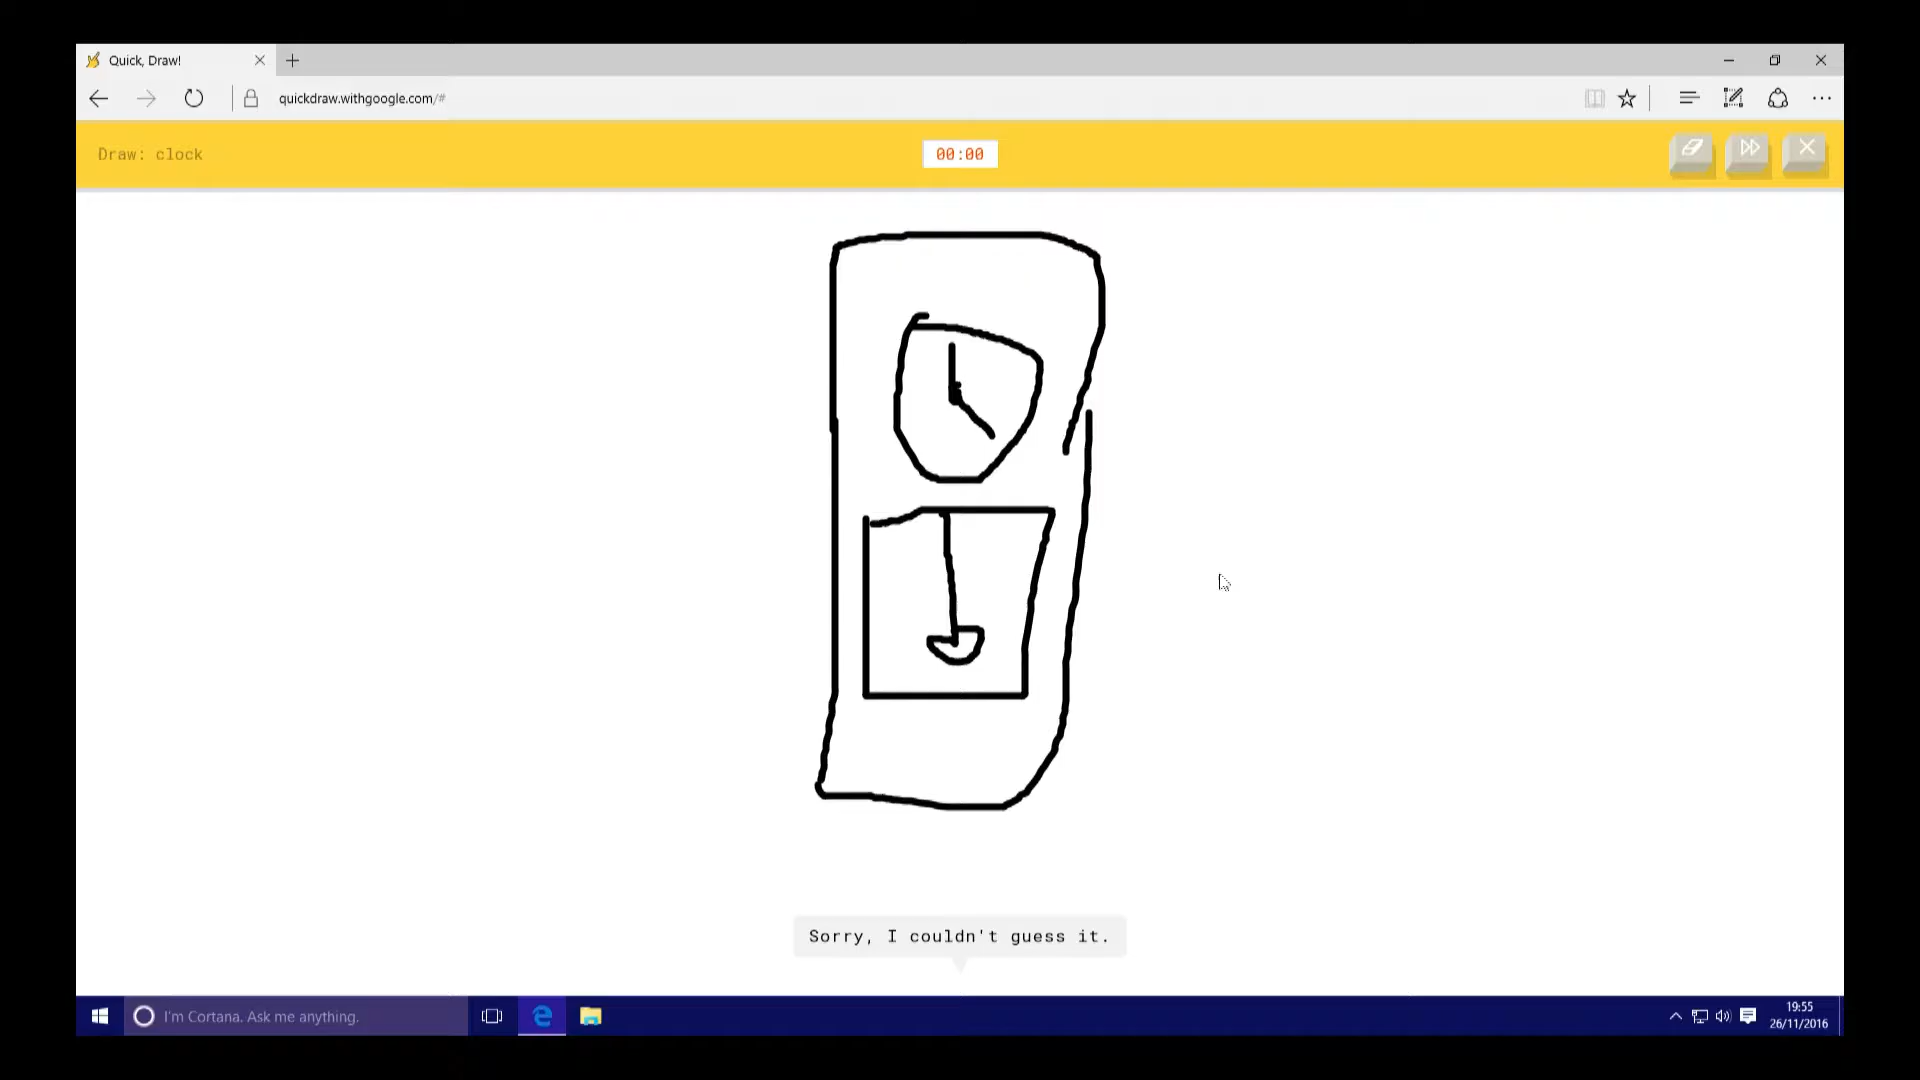 Quick, Draw!
quickdraw.withgoogle.com/#
Draw: clock
00:00
Sorry, I couldn't guess it.
I'm Cortana. Ask me anything.
19:55
26/11/2016